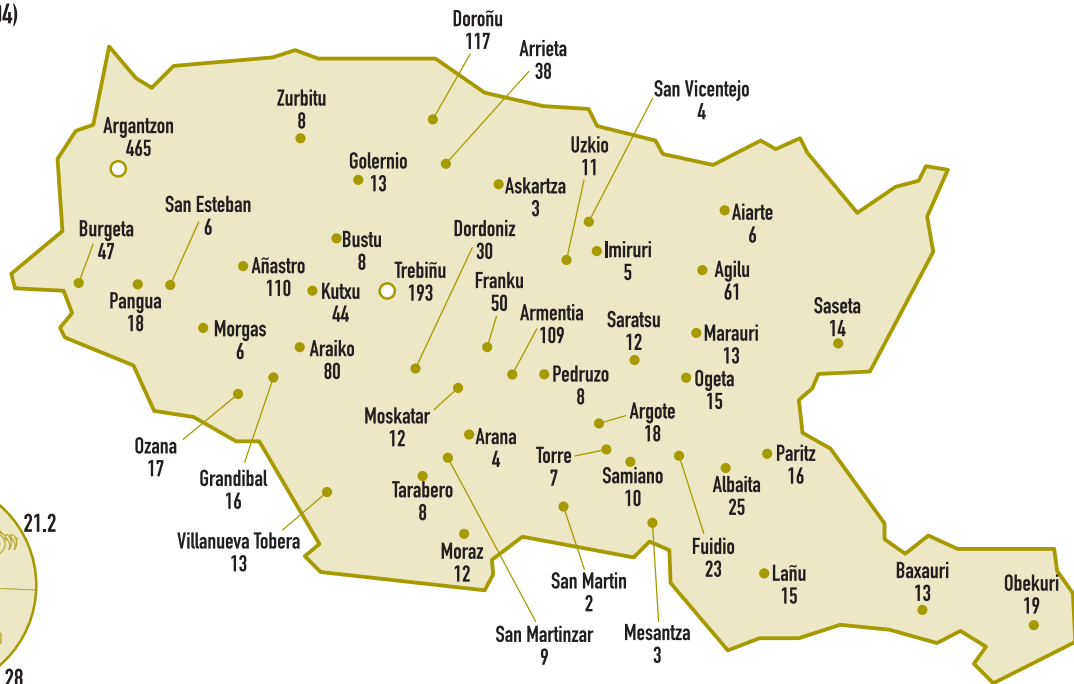 04)
Doroñu
117
Arrieta
38
San Vicentejo
4
Zurbitu
8
Argantzon
465
Uzkio
11
Golernio
13
Askartza
3
San Esteban
6
Aiarte
6
Burgeta
47
Dordoniz
30
Bustu
8
Imiruri
5
Añastro
110
Trebiñu
193
Agilu
61
Franku
50
Kutxu
44
Pangua
18
Armentia
109
Saratsu
12
Saseta
14
Morgas
6
Marauri
13
Araiko
80
Pedruzo
8
Ogeta
15
Moskatar
12
Argote
18
Arana
4
Ozana
17
Torre
7
Paritz
16
Grandibal
16
Samiano
10
Albaita
25
Tarabero
8
21.2
Villanueva Tobera
13
Moraz
12
Fuidio
23
San Martin
2
Lañu
15
Baxauri
13
Obekuri
19
San Martinzar
9
Mesantza
3
28